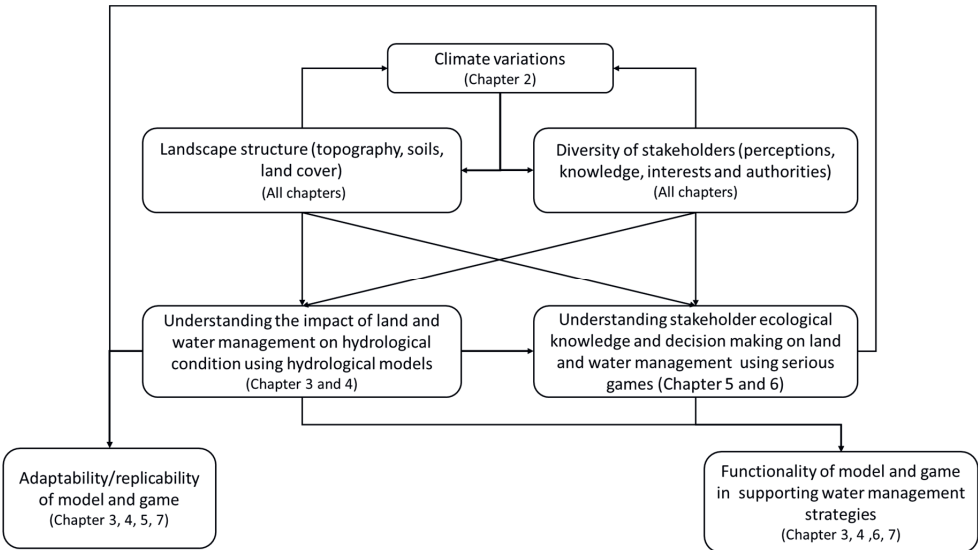 Climate variations
(Chapter 2)
Landscape structure (topography, soils,
land cover)
(All chapters)
Diversity of stakeholders (perceptions,
knowledge, interests and authorities)
(All chapters)
Understanding the impact of land and
water management on hydrological
condition using hydrological models
(Chapter 3 and 4)
Understanding stakeholder ecological
knowledge and decision making on land
and water management using serious
games (Chapter 5 and 6)
Adaptability/replicability
of model and game
(Chapter 3, 4, 5, 7)
Functionality of model and game
in supporting water management
strategies
(Chapter 3, 4 ,6, 7)